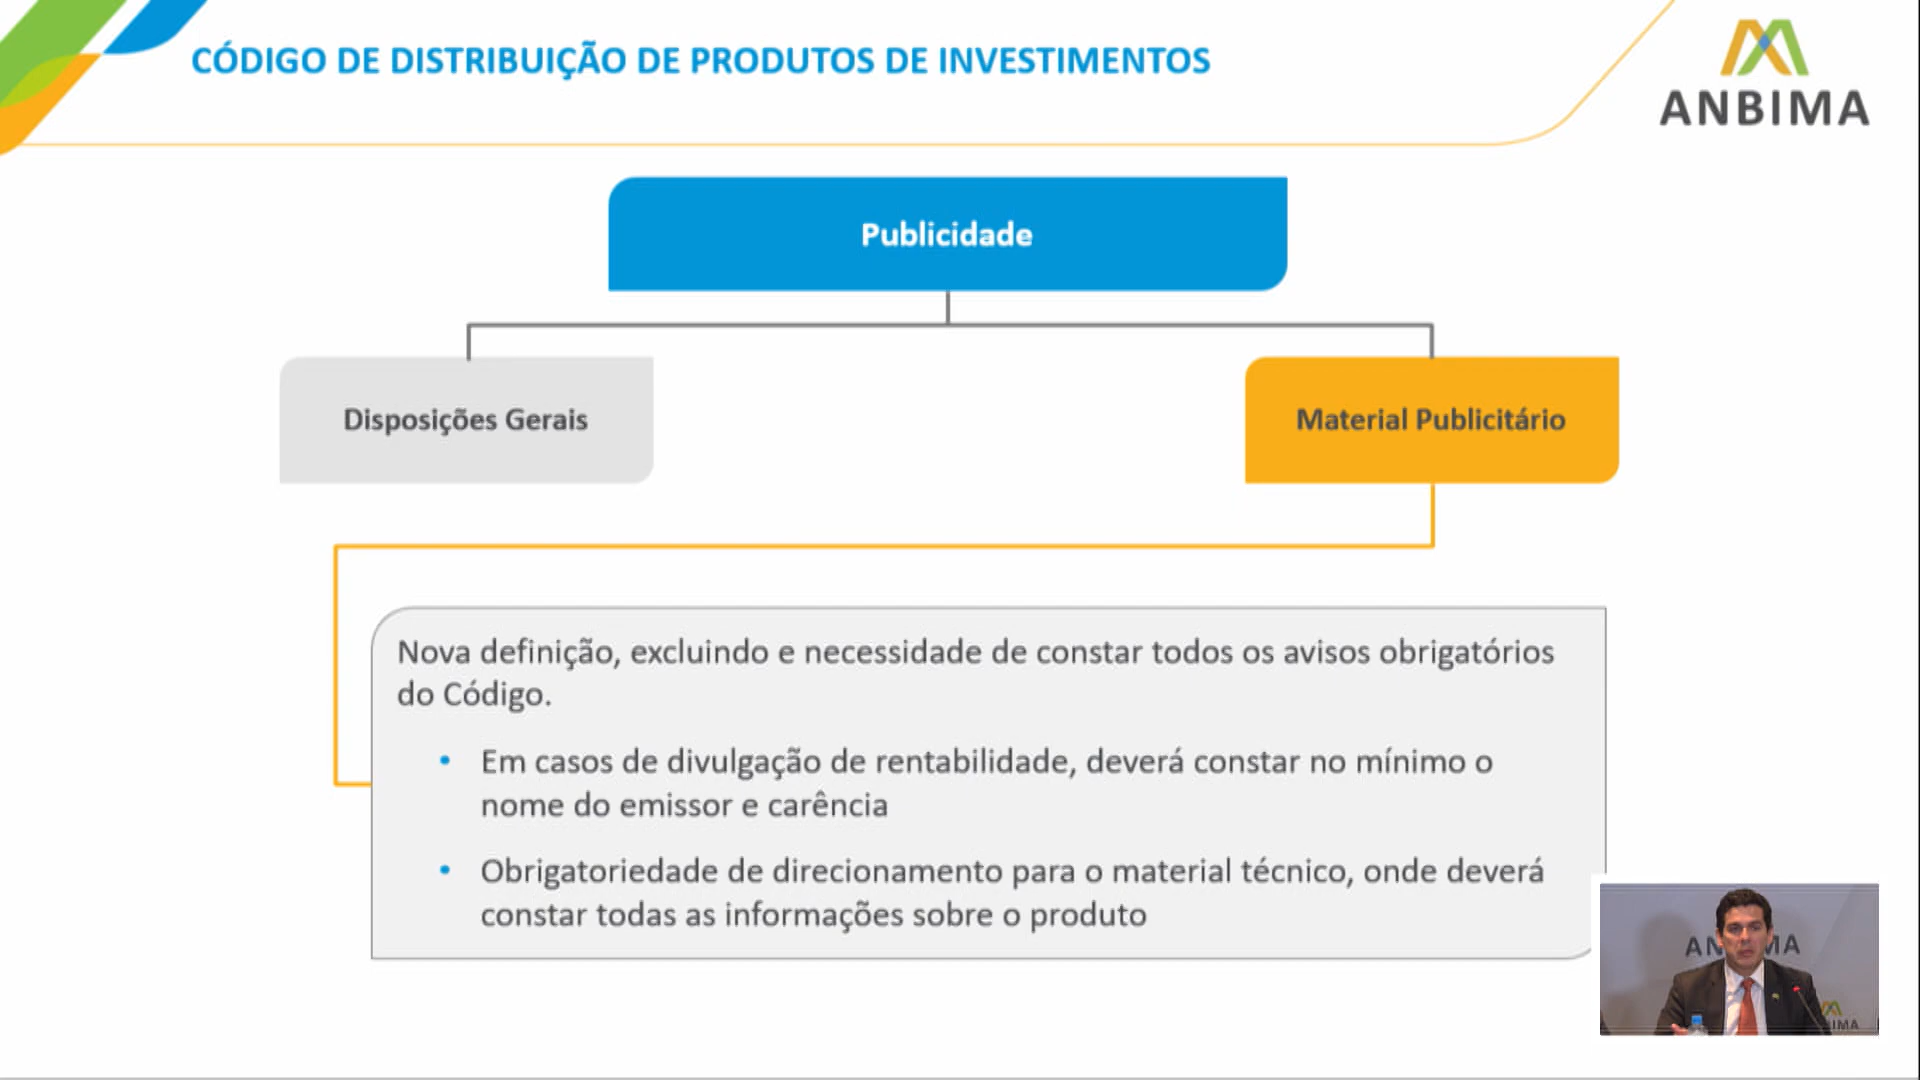 CÓDIGO DE DISTRIBUIÇÃO DE PRODUTOS DE INVESTIMENTOS
ANBIMA
Publicidade
Disposições Gerais
Material Publicitário
Nova definição, excluindo e necessidade de constar todos os avisos obrigatórios
do Código.
• Em casos de divulgação de rentabilidade, deverá constar no mínimo o
nome do emissor e carência
• Obrigatoriedade de direcionamento para o material técnico, onde deverá
constar todas as informações sobre o produto